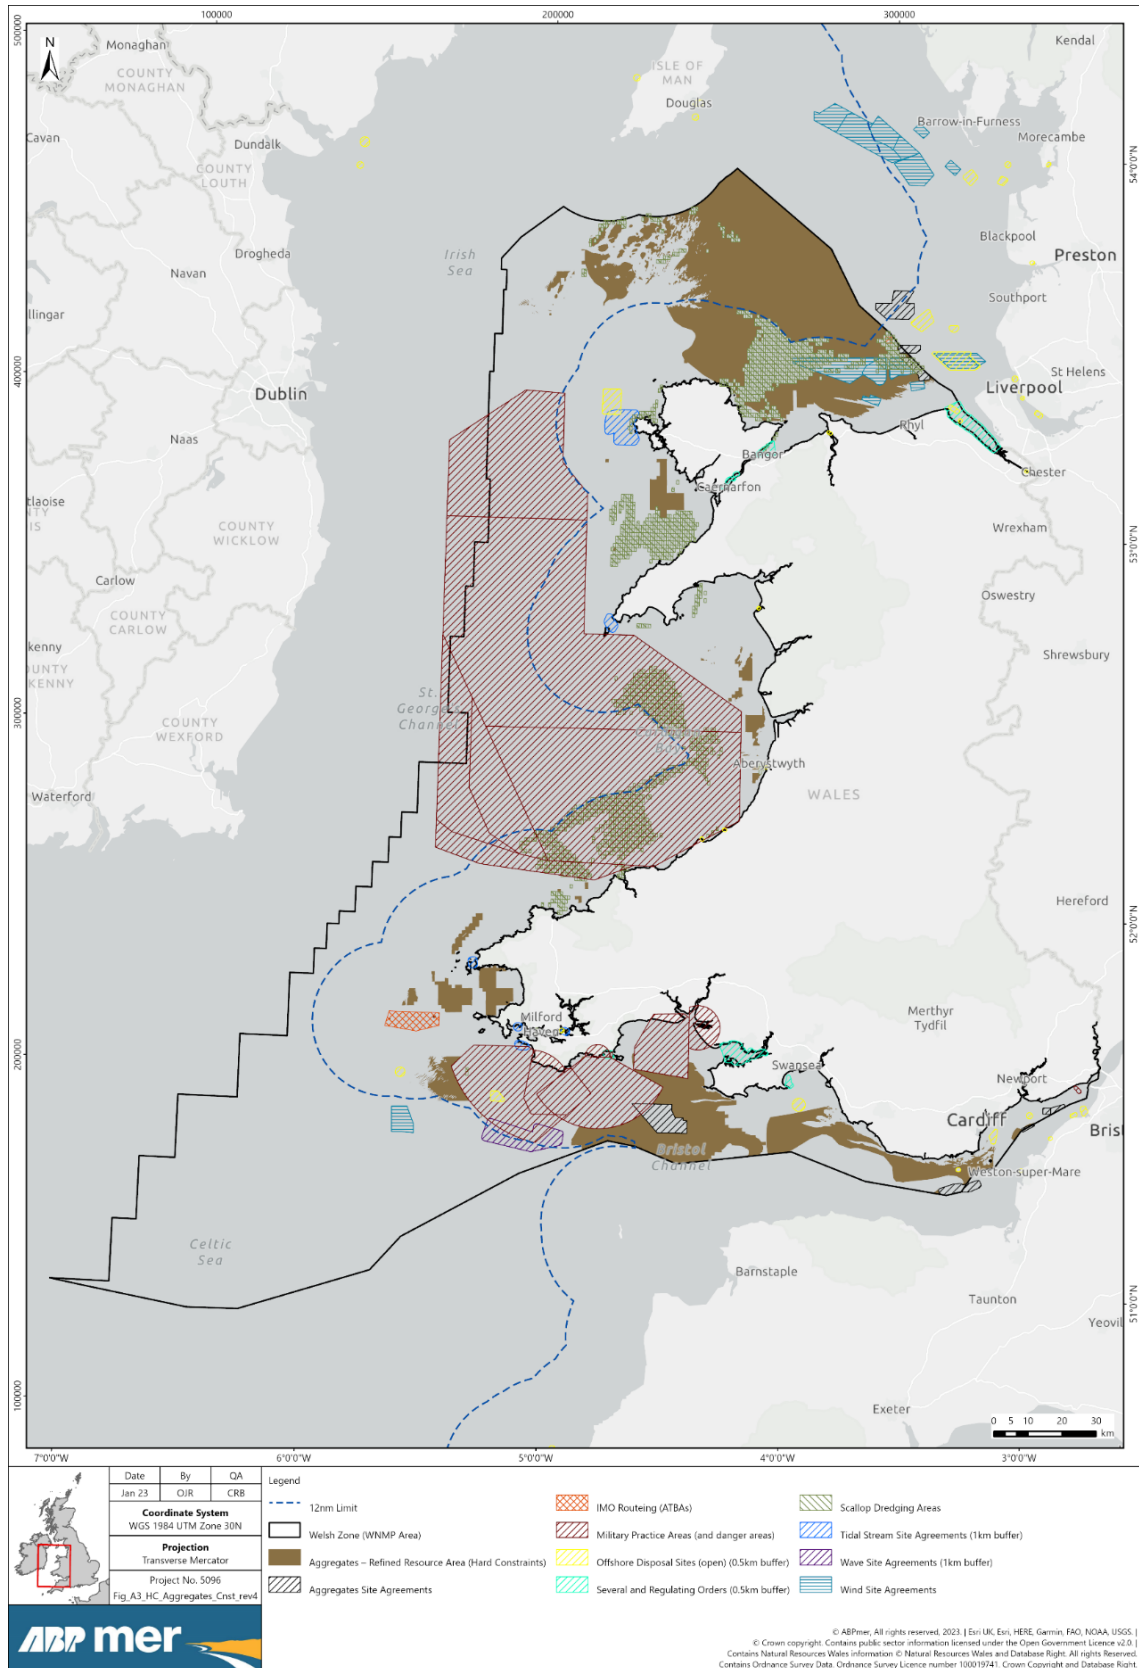 100000
200000
300000
500000
N
Monaghan
COUNTY
MONAGHAN
Cavan
Dundalk
COUNTY
LOUTH
ISLE OF
MAN
Douglas
Kendal
Barrow-in-Furness
Morecambe
54°0'0"N
Irish
Sea
Drogheda
Navan
Blackpool
Preston
Southport
llingar
400000
Dublin
St Helens
Liverpool
Rhyl
Naas
Bangor
Chester
Caernarfon
tlaoise
COUNTY
WICKLOW
Wrexham
53°0'0"N
Carlow
COUNTY
CARLOW
Oswestry
kenny
Shrewsbury
300000
St.
George's
Channel
COUNTY
WEXFORD
Aberystwyth
WALES
Waterford
Hereford
52°0'0"N
Milford
Haven
Merthyr
Tydfil
200000
Swansea
Newport
Cardiff
Brist
Bristol
Channel
Weston-super-Mare
Celtic
Sea
Barnstaple
Taunton
51°0'0"N
Yeovil
100000
Exeter
0 5 10 20 30
km
7°0'0"W
6°0'0"W
5°0'0"W
4°0'0"W
3°0'0"W
Date By QA
Jan 23 OJR CRB
Coordinate System
WGS 1984 UTM Zone 30N
Projection
Transverse Mercator
Project No. 5096
Fig_A3_HC_Aggregates_Cnst_rev4
ABPmer
Legend
12nm Limit
Welsh Zone (WNMP Area)
Aggregates – Refined Resource Area (Hard Constraints)
Aggregates Site Agreements
IMO Routeing (ATBAs)
Military Practice Areas (and danger areas)
Offshore Disposal Sites (open) (0.5km buffer)
Several and Regulating Orders (0.5km buffer)
Scallop Dredging Areas
Tidal Stream Site Agreements (1km buffer)
Wave Site Agreements (1km buffer)
Wind Site Agreements
© ABPmer, All rights reserved, 2023. | Esri UK, Esri, HERE, Garmin, FAO, NOAA, USGS. |
© Crown copyright. Contains public sector information licensed under the Open Government Licence v2.0. |
Contains Natural Resources Wales information © Natural Resources Wales and Database Right. All rights Reserved.
Contains Ordnance Survey Data. Ordnance Survey Licence number 100019741. Crown Copyright and Database Right.